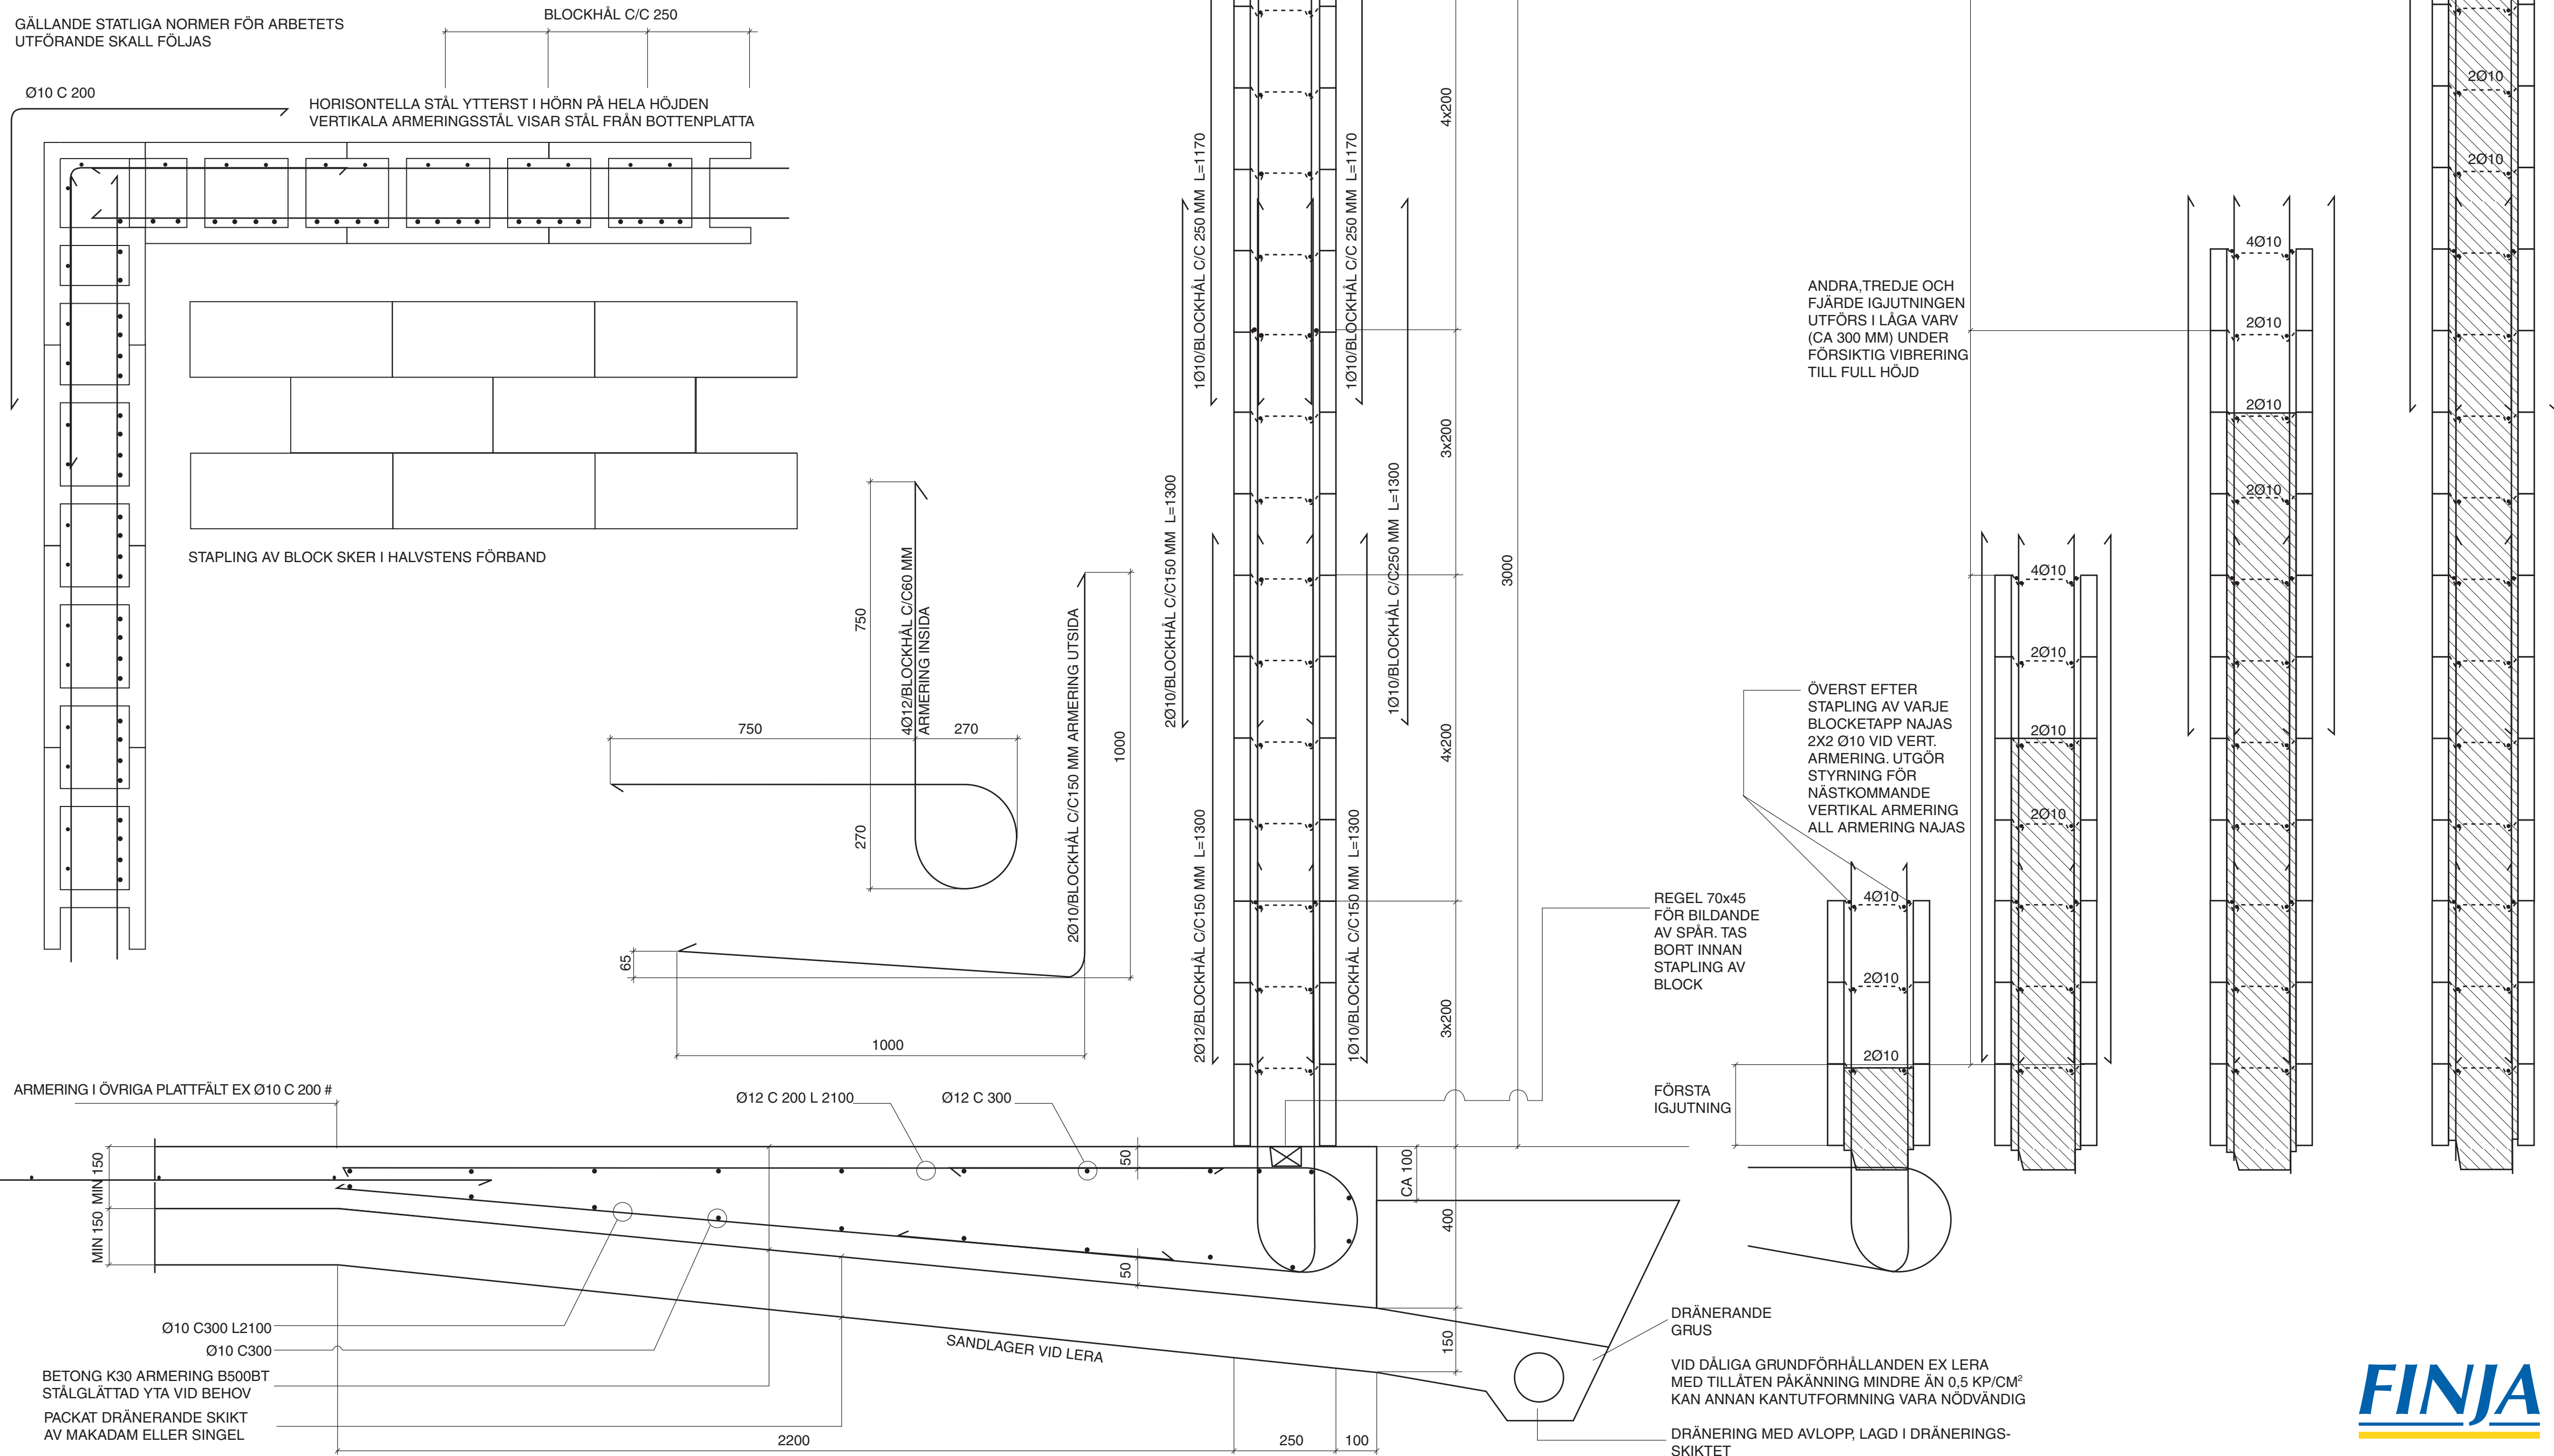 GÄLLANDE STATLIGA NORMER FÖR ARBETETS
UTFÖRANDE SKALL FÖLJAS
BLOCKHÅL C/C 250
Ø10 C 200
HORISONTELLA STÅL YTTERST I HÖRN PÅ HELA HÖJDEN
VERTIKALA ARMERINGSSTÅL VISAR STÅL FRÅN BOTTENPLATTA
STAPLING AV BLOCK SKER I HALVSTENS FÖRBAND
750
270
4Ø12/BLOCKHÅL C/C60 MM
ARMERING INSIDA
750
270
2Ø10/BLOCKHÅL C/C150 MM ARMERING UTSIDA
1000
65
1000
1Ø10/BLOCKHÅL C/C 250 MM L=1170
1Ø10/BLOCKHÅL C/C 250 MM L=1170
2Ø10/BLOCKHÅL C/C150 MM L=1300
1Ø10/BLOCKHÅL C/C250 MM L=1300
2Ø12/BLOCKHÅL C/C150 MM L=1300
1Ø10/BLOCKHÅL C/C150 MM L=1300
4x200
3x200
4x200
3x200
3000
ANDRA,TREDJE OCH
FJÄRDE IGJUTNINGEN
UTFÖRS I LÅGA VARV
(CA 300 MM) UNDER
FÖRSIKTIG VIBRERING
TILL FULL HÖJD
ÖVERST EFTER
STAPLING AV VARJE
BLOCKETAPP NAJAS
2X2 Ø10 VID VERT.
ARMERING. UTGÖR
STYRNING FÖR
NÄSTKOMMANDE
VERTIKAL ARMERING
ALL ARMERING NAJAS
REGEL 70x45
FÖR BILDANDE
AV SPÅR. TAS
BORT INNAN
STAPLING AV
BLOCK
FÖRSTA
IGJUTNING
4Ø10
2Ø10
2Ø10
4Ø10
2Ø10
2Ø10
2Ø10
4Ø10
2Ø10
2Ø10
2Ø10
2Ø10
2Ø10
ARMERING I ÖVRIGA PLATTFÄLT EX Ø10 C 200 #
Ø12 C 200 L 2100
Ø12 C 300
MIN 150
MIN 150
50
50
CA 100
400
150
Ø10 C300 L2100
Ø10 C300
BETONG K30 ARMERING B500BT
STÅLGLÄTTAD YTA VID BEHOV
PACKAT DRÄNERANDE SKIKT
AV MAKADAM ELLER SINGEL
SANDLAGER VID LERA
2200
250
100
DRÄNERANDE
GRUS
VID DÅLIGA GRUNDFÖRHÅLLANDEN EX LERA
MED TILLÅTEN PÅKÄNNING MINDRE ÄN 0,5 KP/CM²
KAN ANNAN KANTUTFORMNING VARA NÖDVÄNDIG
DRÄNERING MED AVLOPP, LAGD I DRÄNERINGS-
SKIKTET
FINJA